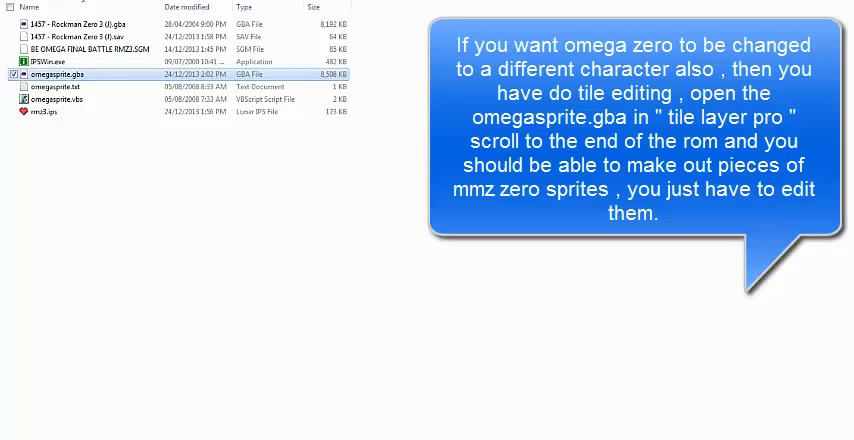 Name Date modified Type Size
1457 - Rockman Zero 3 (J).gba 28/04/2004 9:00 PM GBA File 8,192 KB
1457 - Rockman Zero 3 (J).sav 24/12/2013 1:58 PM SAV File 64 KB
BE OMEGA FINAL BATTLE RMZ3.SGM 14/12/2013 1:45 PM SGM File 85 KB
IPSWin.exe 09/07/2000 10:41 ... Application 482 KB
omegasprite.gba 24/12/2013 2:02 PM GBA File 8,508 KB
omegasprite.txt 05/08/2008 8:33 AM Text Document 1 KB
omegasprite.vbs 05/08/2008 7:33 AM VBScript Script File 2 KB
rmz3.ips 24/12/2013 1:56 PM Lunar IPS File 173 KB
If you want omega zero to be changed
to a different character also , then you
have do tile editing , open the
omegasprite.gba in " tile layer pro "
scroll to the end of the rom and you
should be able to make out pieces of
mmz zero sprites , you just have to edit
them.